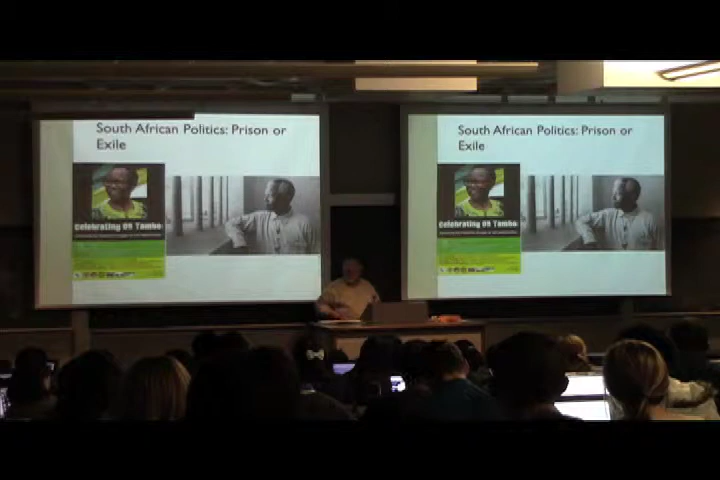 South African Politics: Prison or
Exile
Celebrating OR Tambo
South African Politics: Prison or
Exile
Celebrating OR Tambo